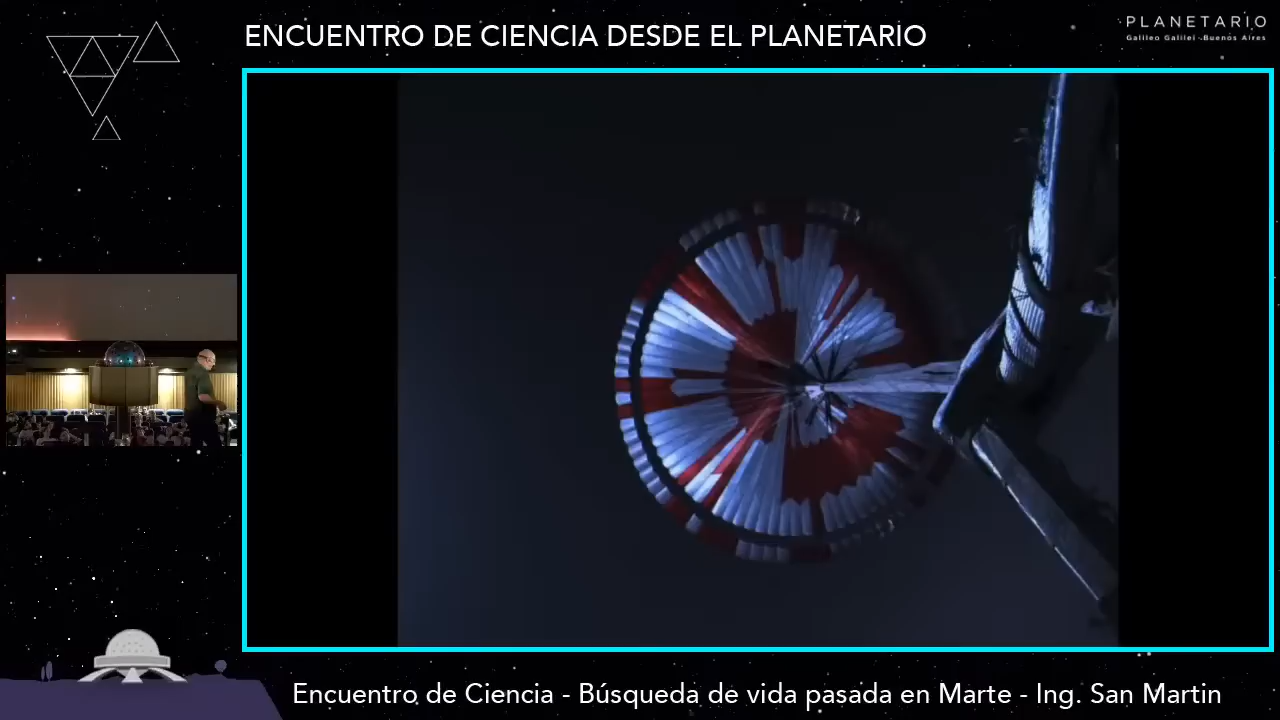 ENCUENTRO DE CIENCIA DESDE EL PLANETARIO
PLANETARIO
Galileo Galilei - Buenos Aires
Encuentro de Ciencia - Búsqueda de vida pasada en Marte - Ing. San Martin